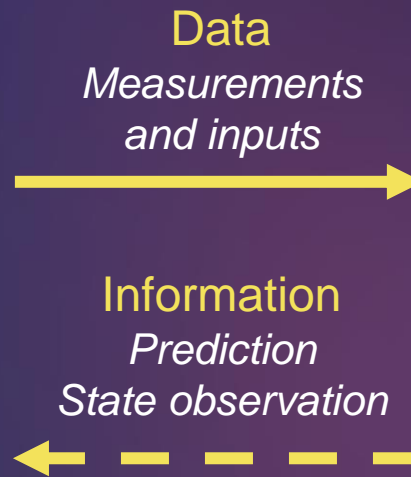 Data
Measurements
and inputs
Information
Prediction
State observation